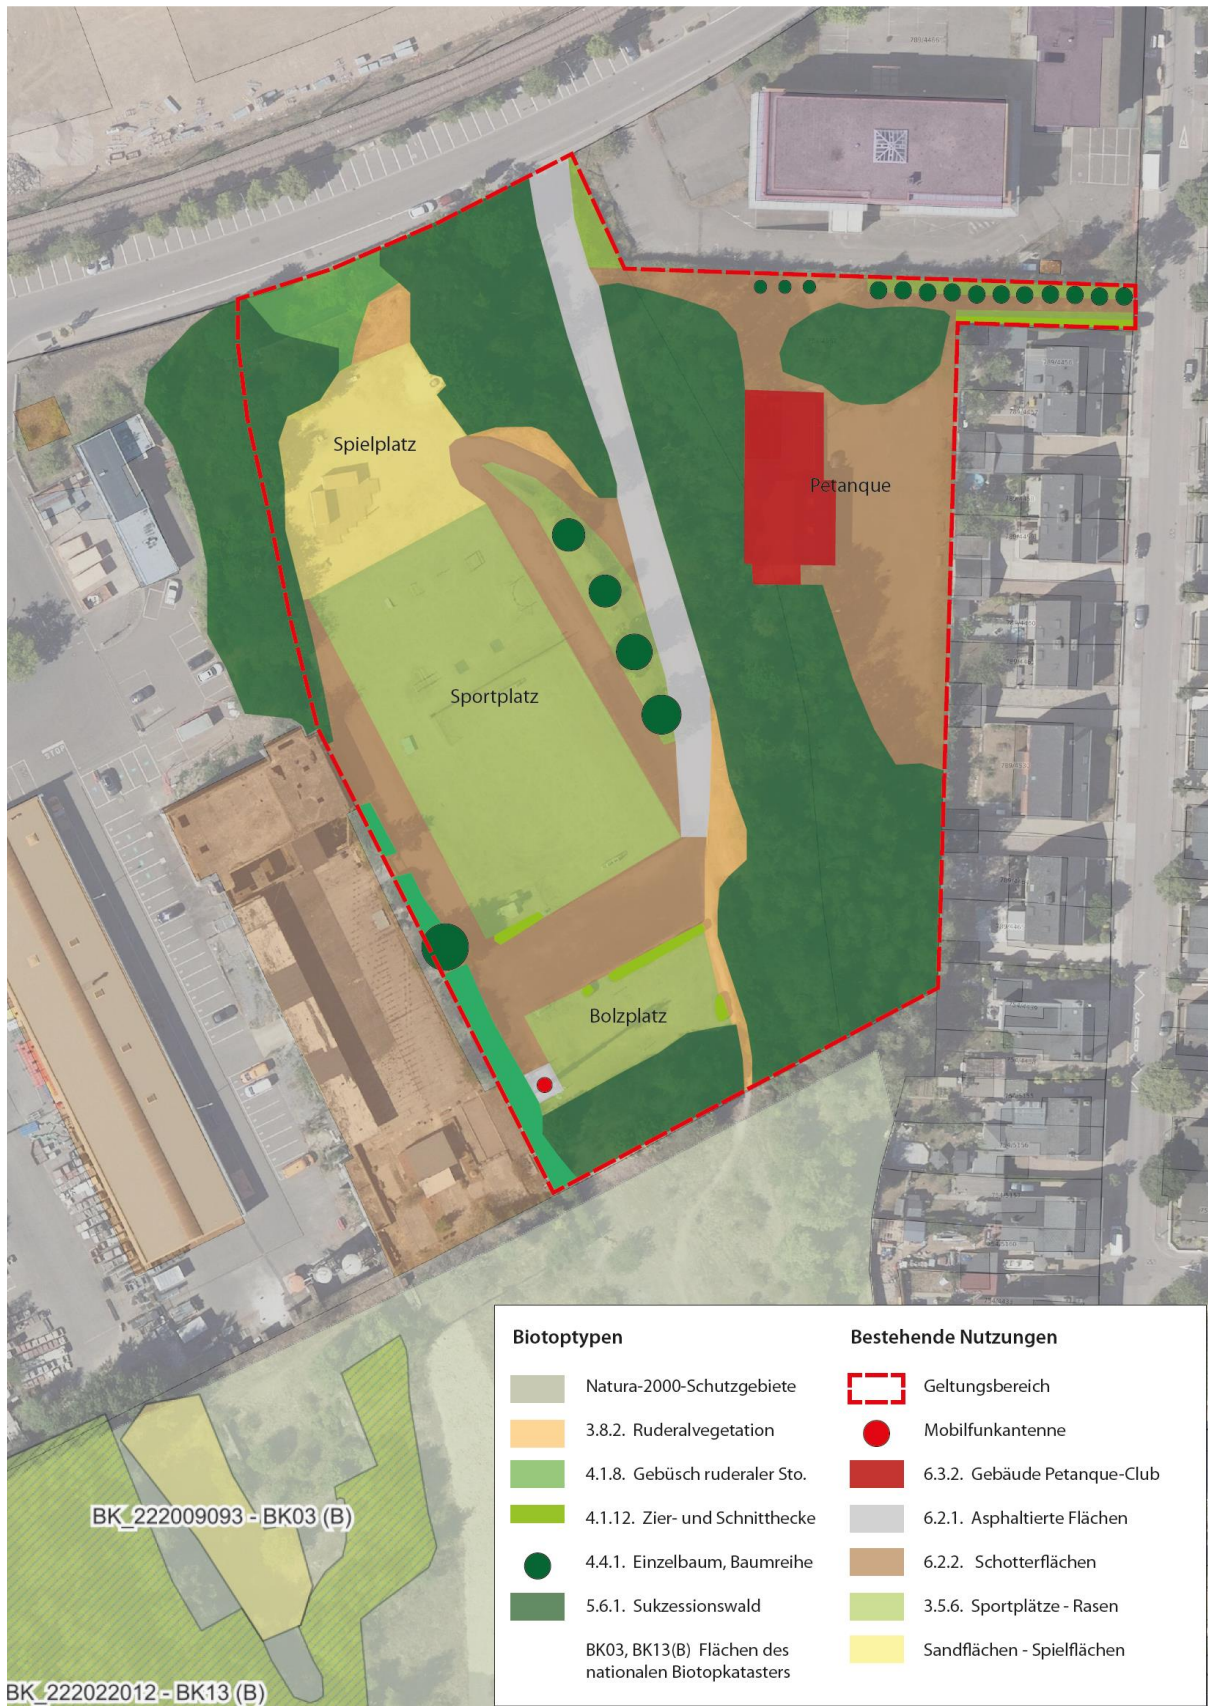 Spielplatz
Petanque
Sportplatz
Bolzplatz
STOP
BK_222009093 - BK03 (B)
BK_222022012 - BK13 (B)
Biotoptypen
Natura-2000-Schutzgebiete
3.8.2. Ruderalvegetation
4.1.8. Gebüsch ruderaler Sto.
4.1.12. Zier- und Schnitthecke
4.4.1. Einzelbaum, Baumreihe
5.6.1. Sukzessionswald
BK03, BK13(B) Flächen des
nationalen Biotopkatasters
Bestehende Nutzungen
Geltungsbereich
Mobilfunkantenne
6.3.2. Gebäude Petanque-Club
6.2.1. Asphaltierte Flächen
6.2.2. Schotterflächen
3.5.6. Sportplätze - Rasen
Sandflächen - Spielflächen